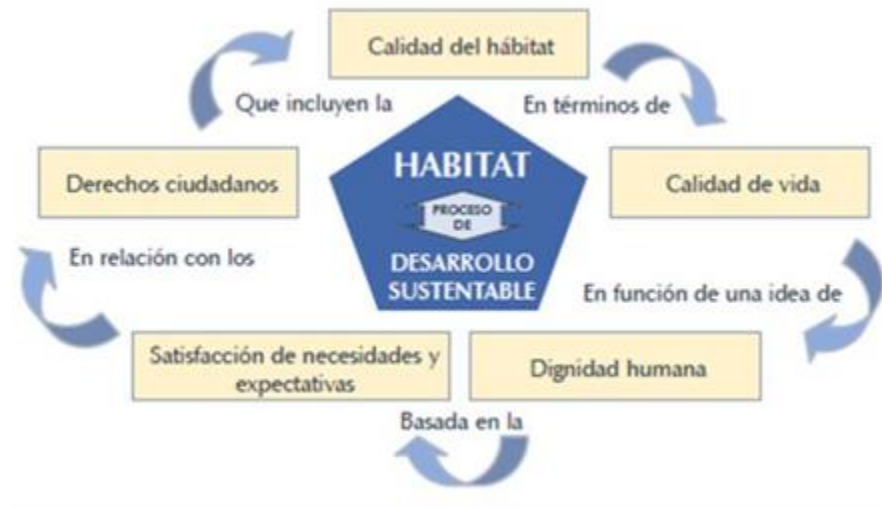 Calidad del hábitat
Que incluyen la
En términos de
HABITAT
PROCESO
DE
DESARROLLO
SUSTENTABLE
Derechos ciudadanos
Calidad de vida
En relación con los
En función de una idea de
Satisfacción de necesidades y
expectativas
Dignidad humana
Basada en la